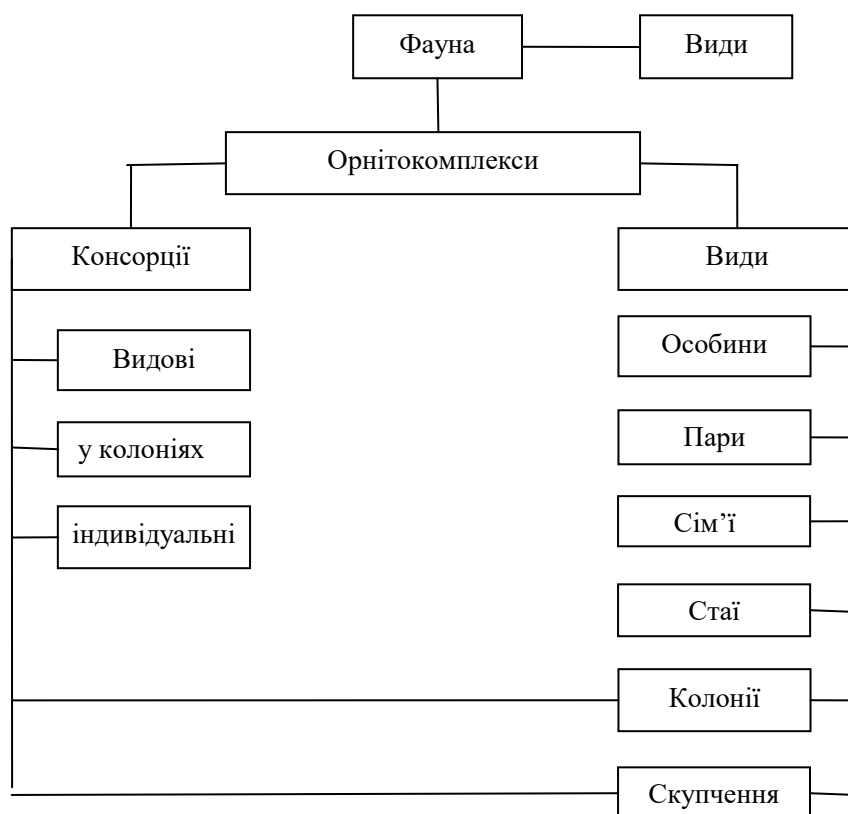 Фауна
Види
Орнітокомплекси
Консорції
Види
Видові
Особини
у колоніях
Пари
індивідуальні
Сім’ї
Стаї
Колонії
Скупчення